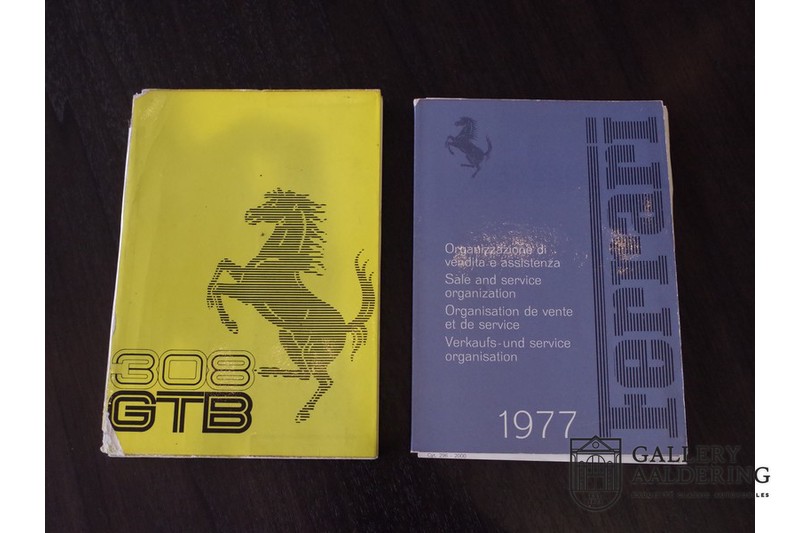 308
GTB
Ferrari
Organizzazione di
vendita e assistenza
Sale and service
organization
Organisation de vente
et de service
Verkaufs-und service
organisation
1977
GALLERY
AALDERING